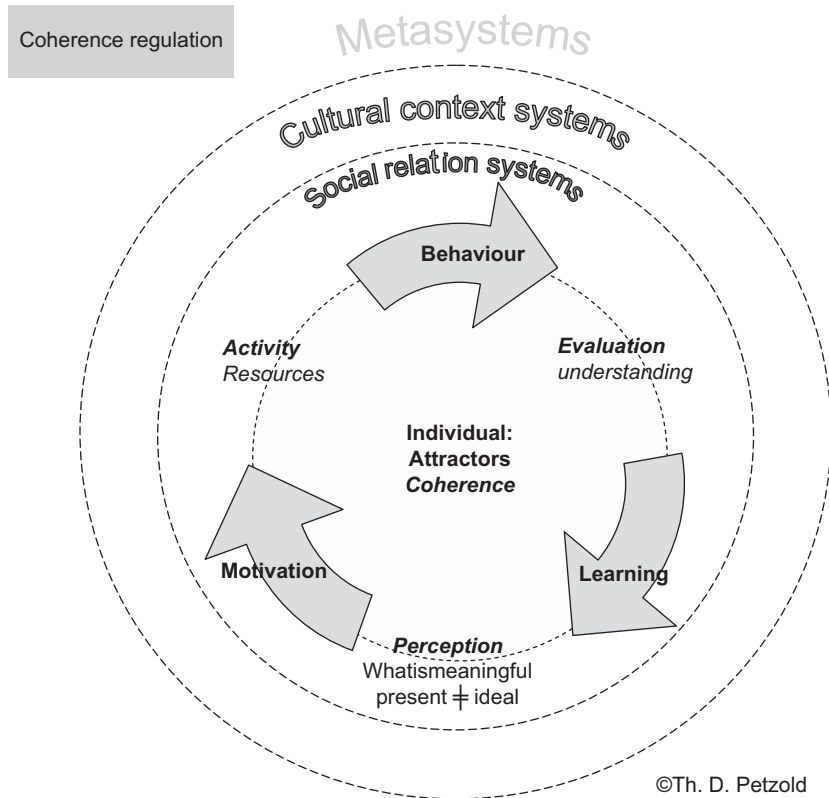 Coherence regulation
Metasystems
Cultural context systems
Social relation systems
Behaviour
Activity
Resources
Evaluation
understanding
Individual:
Attractors
Coherence
Motivation
Learning
Perception
Whatismeaningful
present ╪ ideal
©Th. D. Petzold